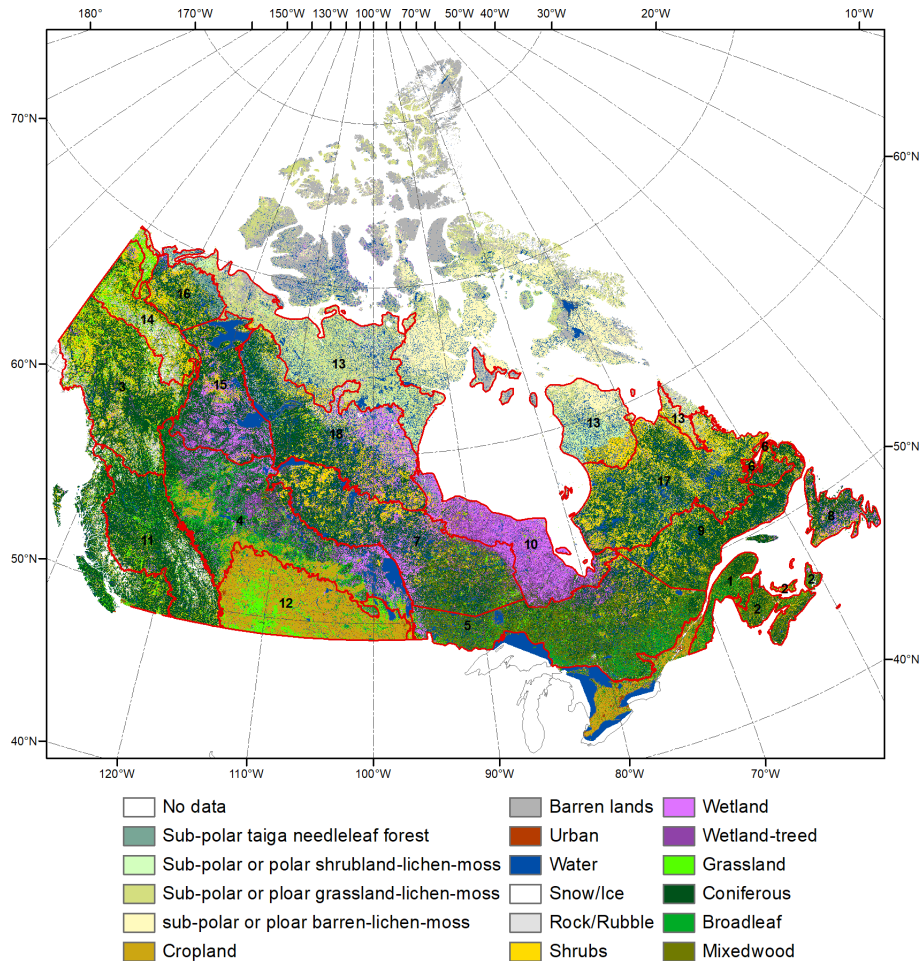 180° 170°W 150°W 130°W 110°W 90°W 70°W 50°W 40°W 30°W 20°W 10°W
70°N
60°N
60°N
50°N
50°N
40°N
40°N
16
14
13
15
3
18
13
13
6
6
17
8
4
10
7
9
11
12
5
1
2
2
2
120°W 110°W 100°W 90°W 80°W 70°W
No data
Sub-polar taiga needleleaf forest
Sub-polar or polar shrubland-lichen-moss
Sub-polar or ploar grassland-lichen-moss
sub-polar or ploar barren-lichen-moss
Cropland
Barren lands
Urban
Water
Snow/Ice
Rock/Rubble
Shrubs
Wetland
Wetland-treed
Grassland
Coniferous
Broadleaf
Mixedwood